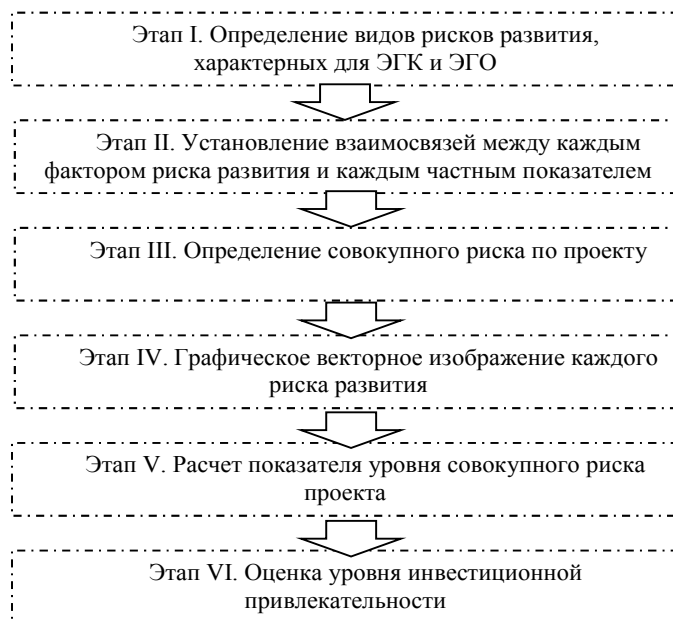 Этап I. Определение видов рисков развития,
характерных для ЭГК и ЭГО
Этап II. Установление взаимосвязей между каждым
фактором риска развития и каждым частным показателем
Этап III. Определение совокупного риска по проекту
Этап IV. Графическое векторное изображение каждого
риска развития
Этап V. Расчет показателя уровня совокупного риска
проекта
Этап VI. Оценка уровня инвестиционной
привлекательности